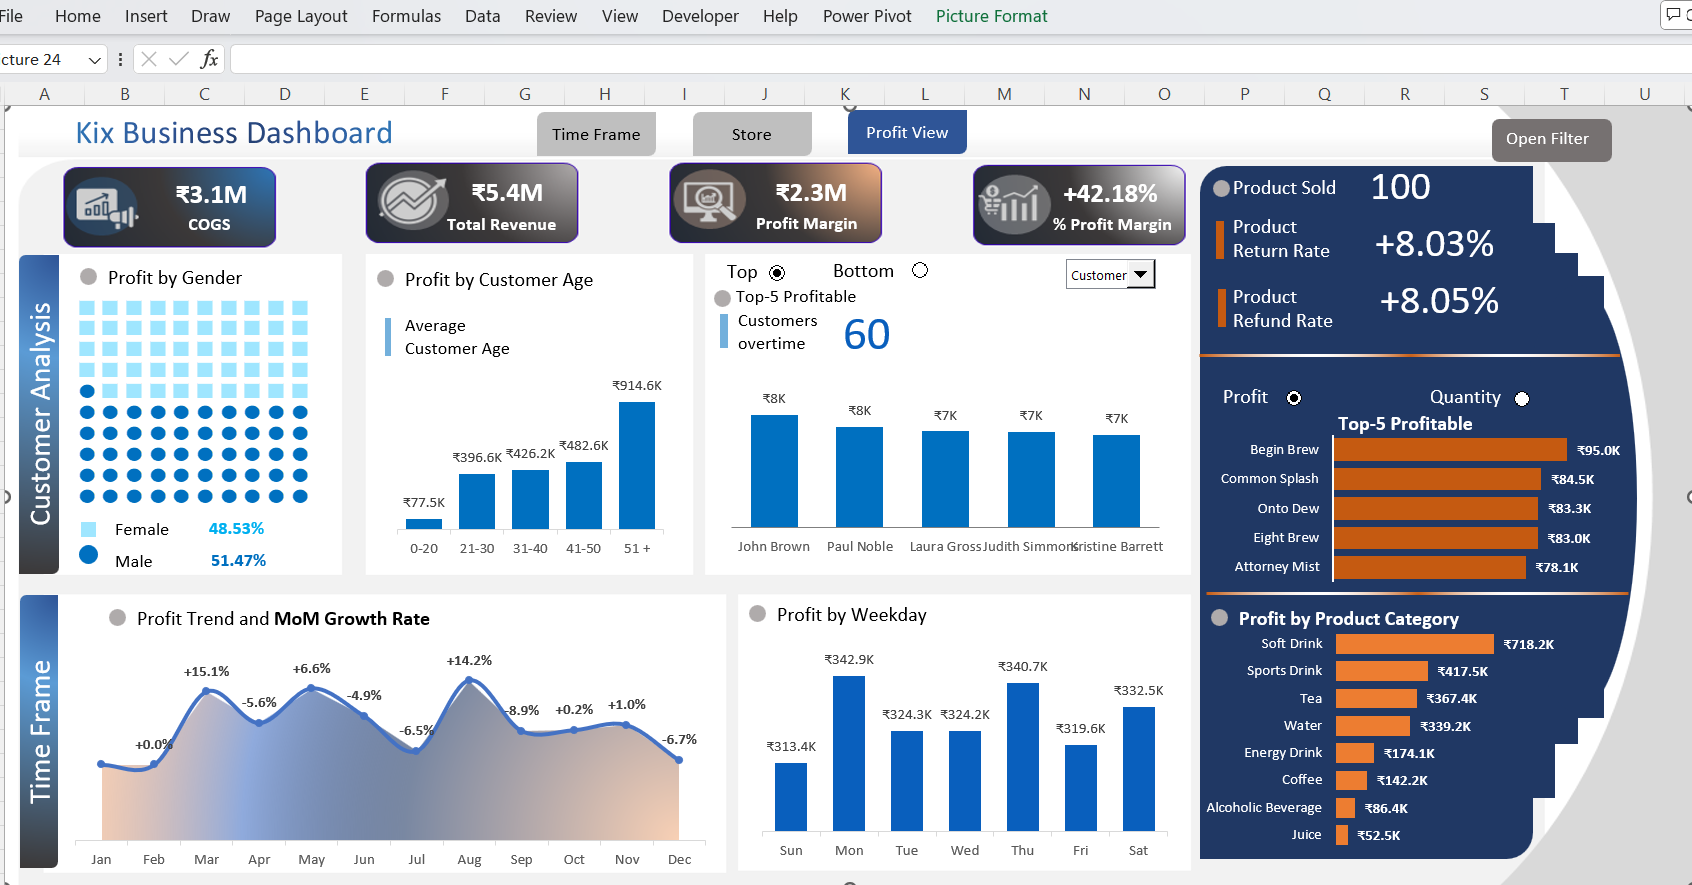 File Home Insert Draw Page Layout Formulas Data Review View Developer Help Power Pivot Picture Format
cture 24 fx
A B C D E F G H I J K L M N O P Q R S T U
Kix Business Dashboard
Time Frame
Store
Profit View
Open Filter
₹3.1M
COGS
₹5.4M
Total Revenue
₹2.3M
Profit Margin
+42.18%
% Profit Margin
Product Sold 100
Product
Return Rate
+8.03%
Product
Refund Rate
+8.05%
Customer Analysis
Profit by Gender
Female 48.53%
Male 51.47%
Profit by Customer Age
Average
Customer Age
₹77.5K ₹396.6K ₹426.2K ₹482.6K ₹914.6K
0-20 21-30 31-40 41-50 51 +
Top Bottom
Customer
Top-5 Profitable
Customers
overtime
60
₹8K ₹8K ₹7K ₹7K ₹7K
John Brown Paul Noble Laura Gross Judith Simmons Kristine Barrett
Profit Quantity
Top-5 Profitable
Begin Brew ₹95.0K
Common Splash ₹84.5K
Onto Dew ₹83.3K
Eight Brew ₹83.0K
Attorney Mist ₹78.1K
Time Frame
Profit Trend and MoM Growth Rate
+0.0% +15.1% -5.6% +6.6% -4.9% -6.5% +14.2% -8.9% +0.2% +1.0% -6.7%
Jan Feb Mar Apr May Jun Jul Aug Sep Oct Nov Dec
Profit by Weekday
₹313.4K ₹342.9K ₹324.3K ₹324.2K ₹340.7K ₹319.6K ₹332.5K
Sun Mon Tue Wed Thu Fri Sat
Profit by Product Category
Soft Drink ₹718.2K
Sports Drink ₹417.5K
Tea ₹367.4K
Water ₹339.2K
Energy Drink ₹174.1K
Coffee ₹142.2K
Alcoholic Beverage ₹86.4K
Juice ₹52.5K